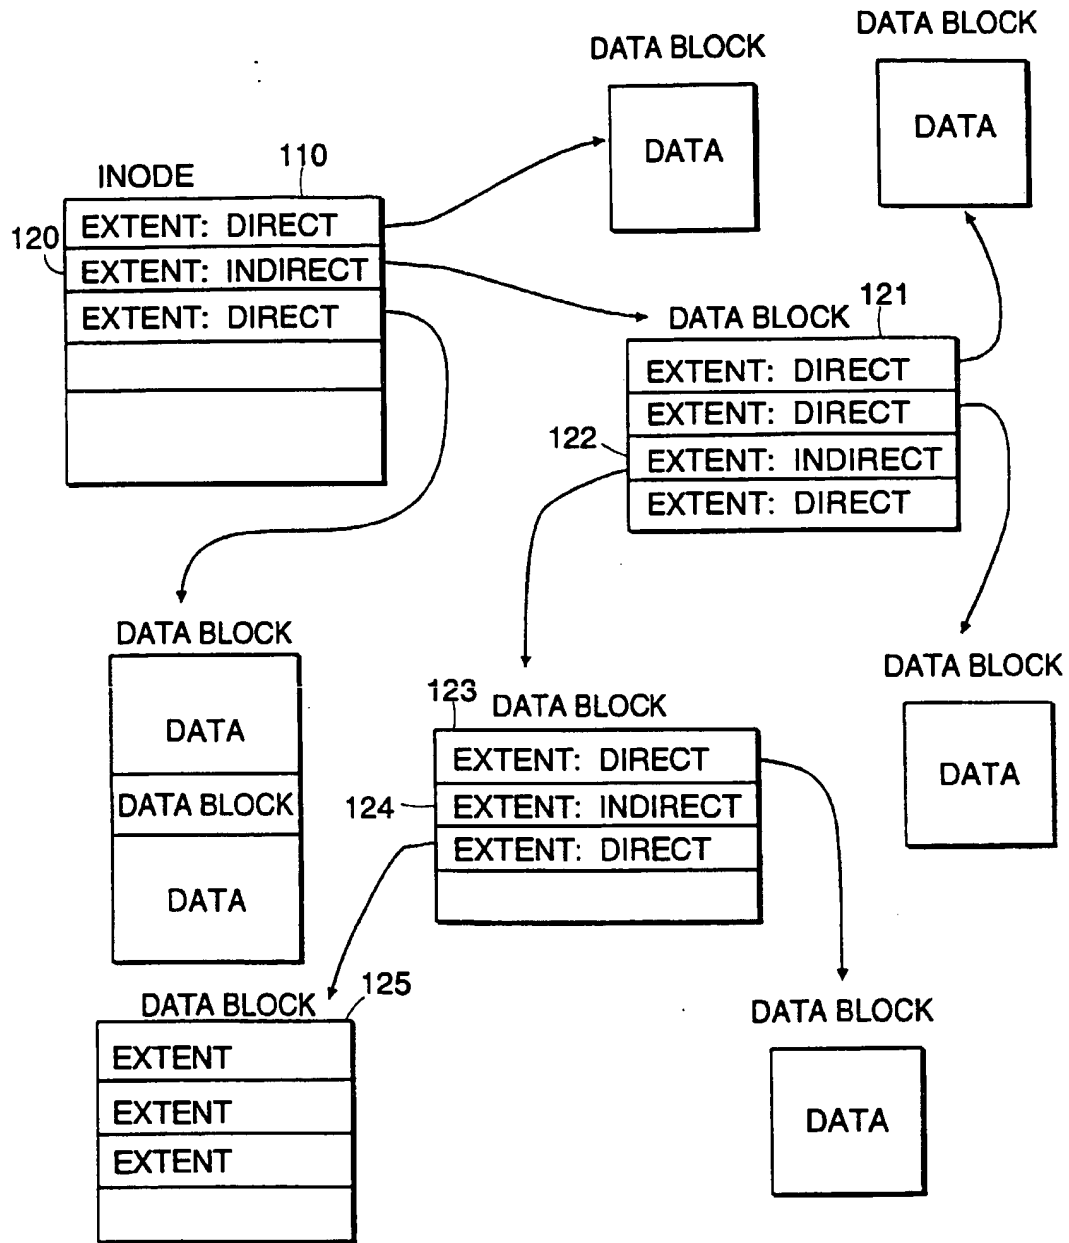 DATA BLOCK
DATA
DATA BLOCK
DATA
INODE
110
EXTENT: DIRECT
120
EXTENT: INDIRECT
EXTENT: DIRECT
DATA BLOCK
121
EXTENT: DIRECT
EXTENT: DIRECT
122
EXTENT: INDIRECT
EXTENT: DIRECT
DATA BLOCK
DATA
DATA BLOCK
DATA
DATA BLOCK
DATA
123
DATA BLOCK
EXTENT: DIRECT
124
EXTENT: INDIRECT
EXTENT: DIRECT
DATA BLOCK
125
EXTENT
EXTENT
EXTENT
DATA BLOCK
DATA